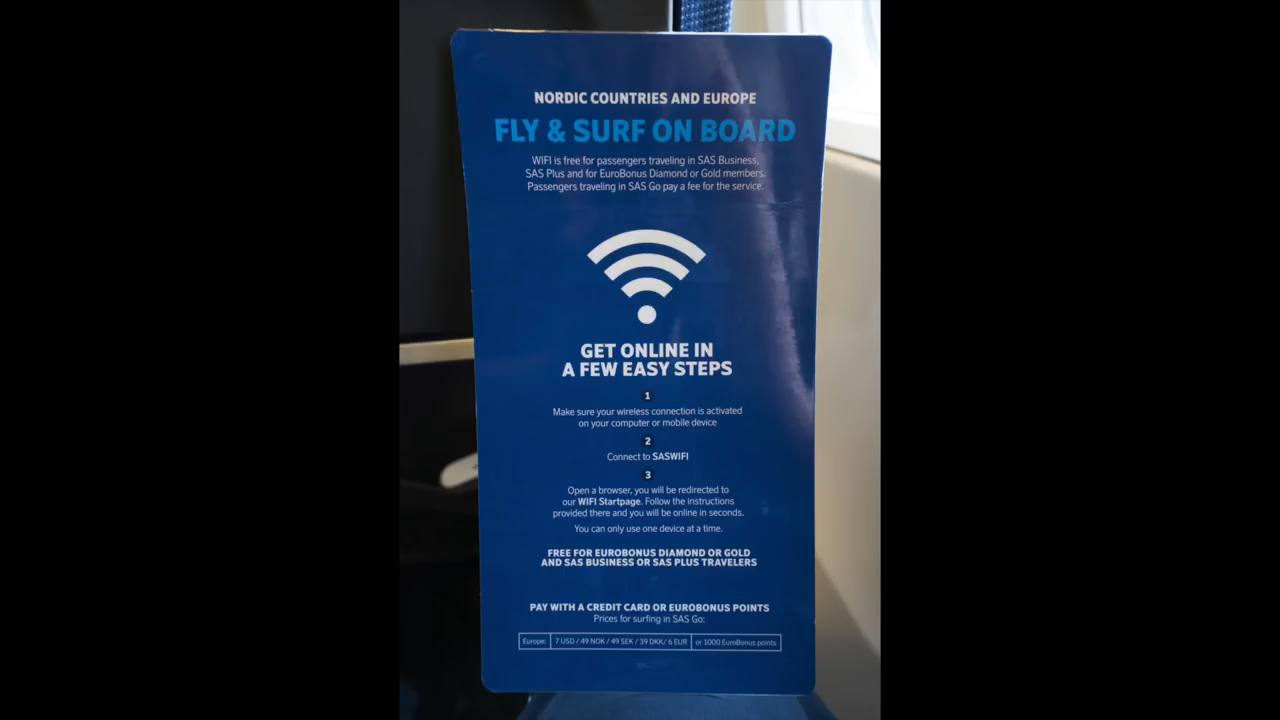 NORDIC COUNTRIES AND EUROPE
FLY & SURF ON BOARD
WIFI is free for passengers traveling in SAS Business,
SAS Plus and for EuroBonus Diamond or Gold members.
Passengers traveling in SAS Go pay a fee for the service.
GET ONLINE IN
A FEW EASY STEPS
1
Make sure your wireless connection is activated
on your computer or mobile device
2
Connect to SASWIFI
3
Open a browser, you will be redirected to
our WIFI Startpage. Follow the instructions
provided there and you will be online in seconds.
You can only use one device at a time.
FREE FOR EUROBONUS DIAMOND OR GOLD
AND SAS BUSINESS OR SAS PLUS TRAVELERS
PAY WITH A CREDIT CARD OR EUROBONUS POINTS
Prices for surfing in SAS Go:
Europe: 7 USD / 49 NOK / 49 SEK / 39 DKK/ 6 EUR or 1000 EuroBonus points